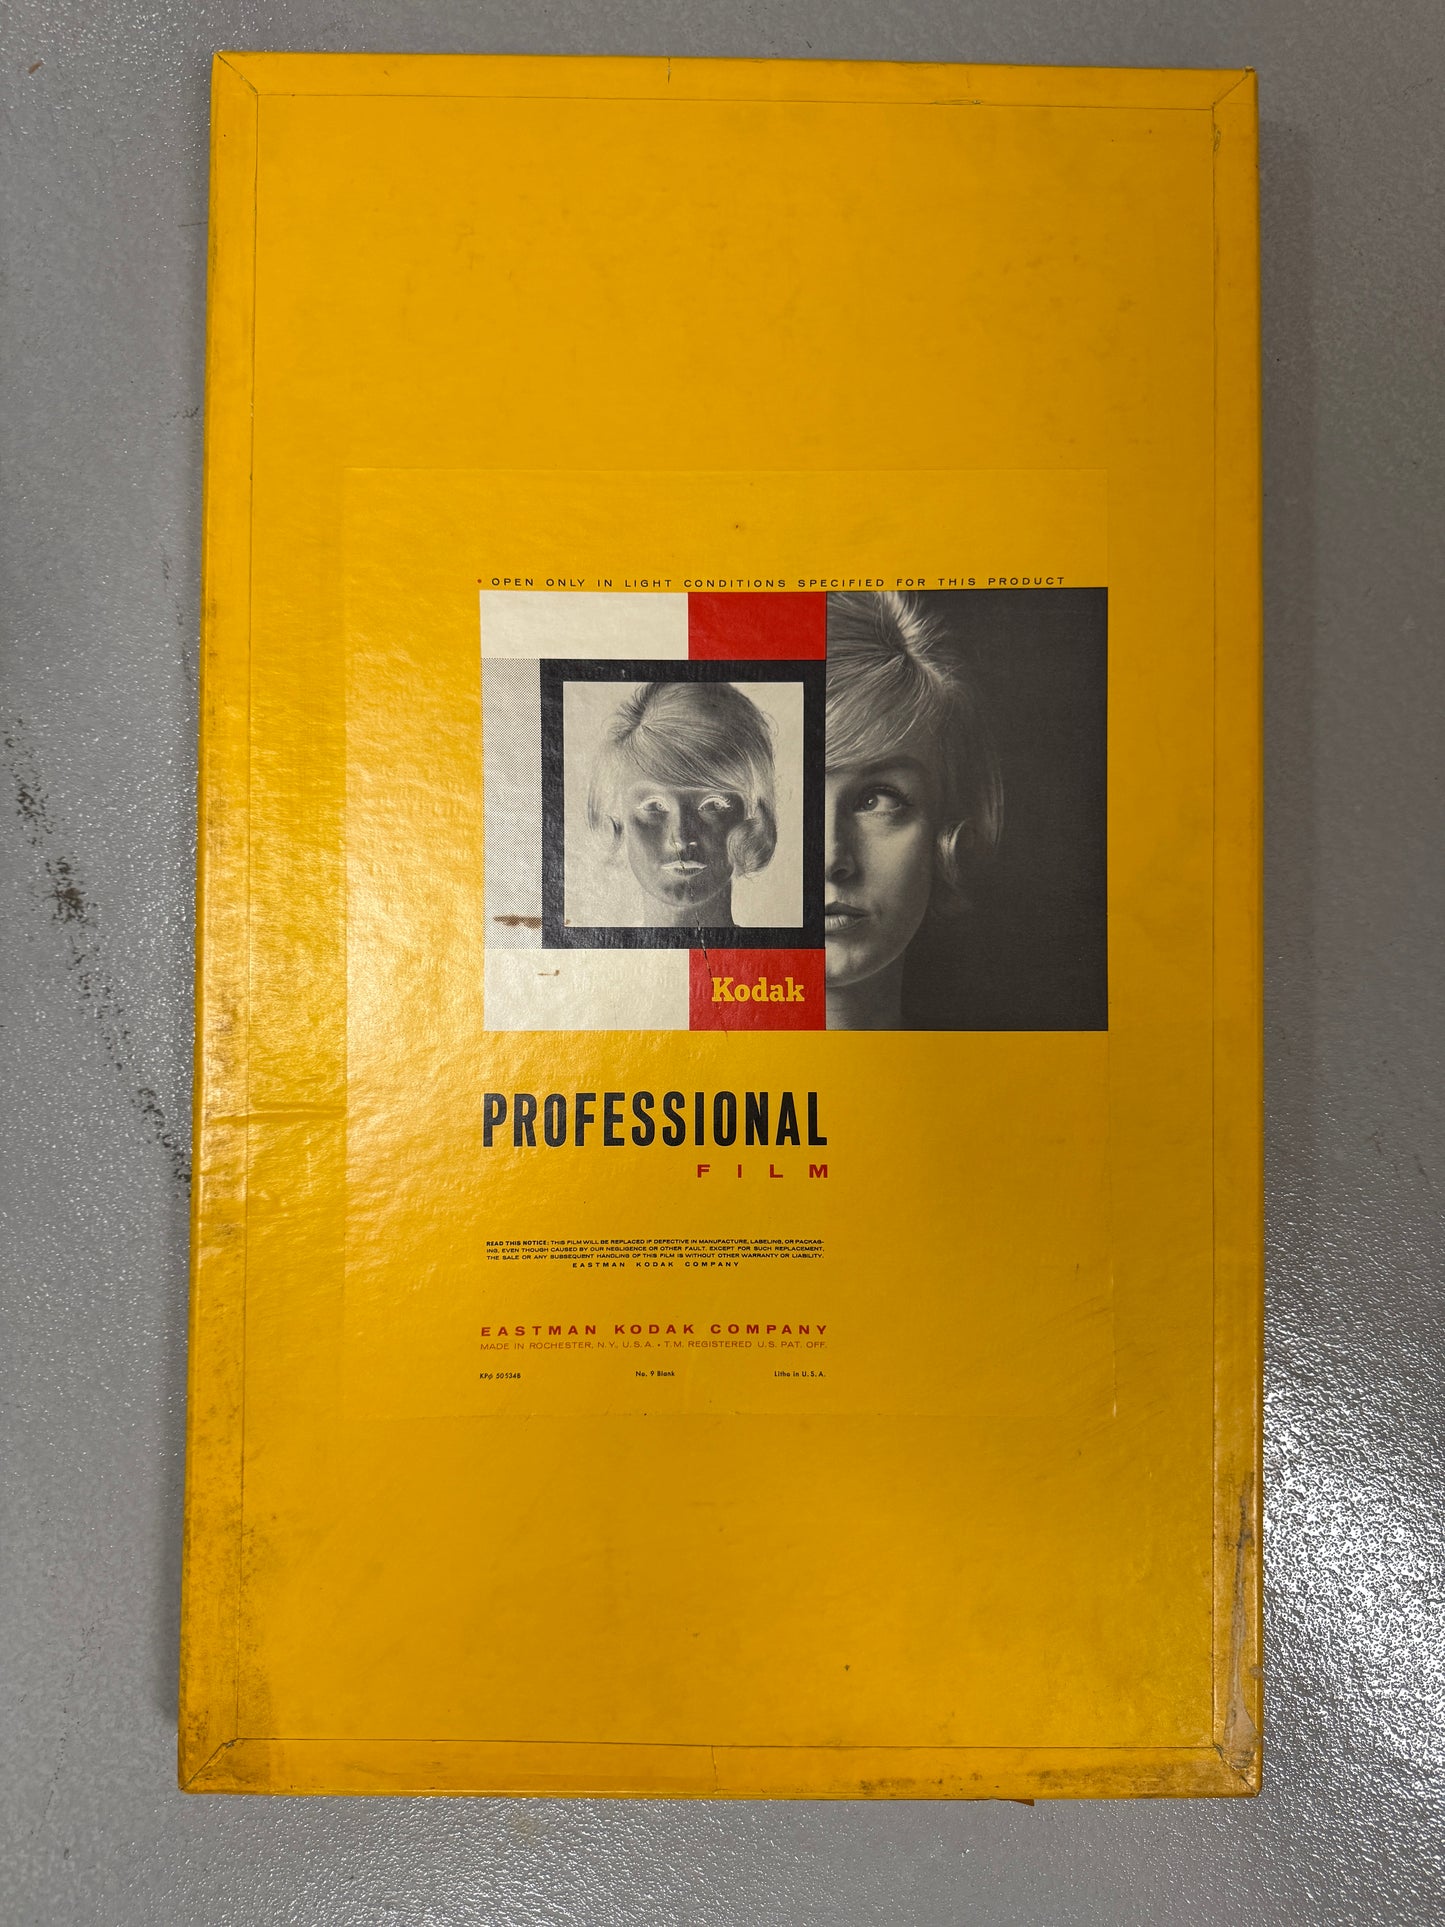 • OPEN ONLY IN LIGHT CONDITIONS SPECIFIED FOR THIS PRODUCT
Kodak
PROFESSIONAL
FILM
READ THIS NOTICE: THIS FILM WILL BE REPLACED IF DEFECTIVE IN MANUFACTURE, LABELING, OR PACKAG-
ING, EVEN THOUGH CAUSED BY OUR NEGLIGENCE OR OTHER FAULT. EXCEPT FOR SUCH REPLACEMENT,
THE SALE OR ANY SUBSEQUENT HANDLING OF THIS FILM IS WITHOUT OTHER WARRANTY OR LIABILITY.
EASTMAN KODAK COMPANY
EASTMAN KODAK COMPANY
MADE IN ROCHESTER, N.Y., U.S.A. • T.M. REGISTERED U.S. PAT. OFF.
KP⌀ 50534B No. 9 Blank Litho in U.S.A.